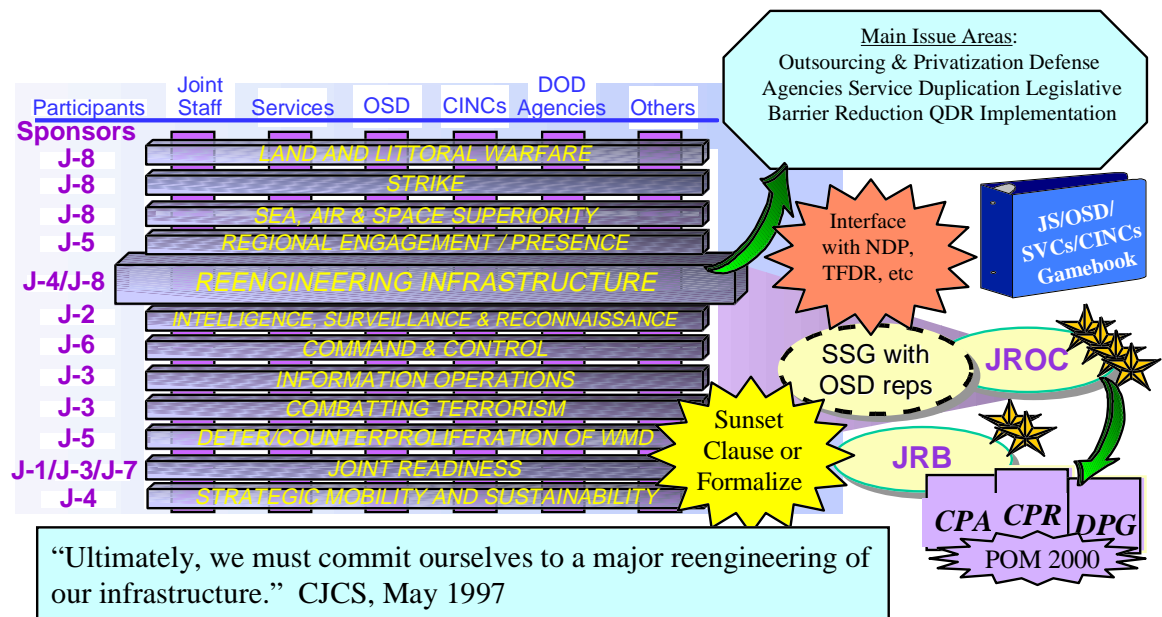 Main Issue Areas:
Outsourcing & Privatization Defense
Agencies Service Duplication Legislative
Barrier Reduction QDR Implementation
Participants
Joint
Staff
Services
OSD
CINCs
DOD
Agencies
Others
Sponsors
J-8
LAND AND LITTORAL WARFARE
J-8
STRIKE
J-8
SEA, AIR & SPACE SUPERIORITY
J-5
REGIONAL ENGAGEMENT / PRESENCE
J-4/J-8
REENGINEERING INFRASTRUCTURE
J-2
INTELLIGENCE, SURVEILLANCE & RECONNAISSANCE
J-6
COMMAND & CONTROL
J-3
INFORMATION OPERATIONS
J-3
COMBATTING TERRORISM
J-5
DETER/COUNTERPROLIFERATION OF WMD
J-1/J-3/J-7
JOINT READINESS
J-4
STRATEGIC MOBILITY AND SUSTAINABILITY
Interface
with NDP,
TFDR, etc
JS/OSD/
SVCs/CINCs
Gamebook
SSG with
OSD reps
JROC
Sunset
Clause or
Formalize
JRB
CPA
CPR
DPG
POM 2000
“Ultimately, we must commit ourselves to a major reengineering of
our infrastructure.” CJCS, May 1997